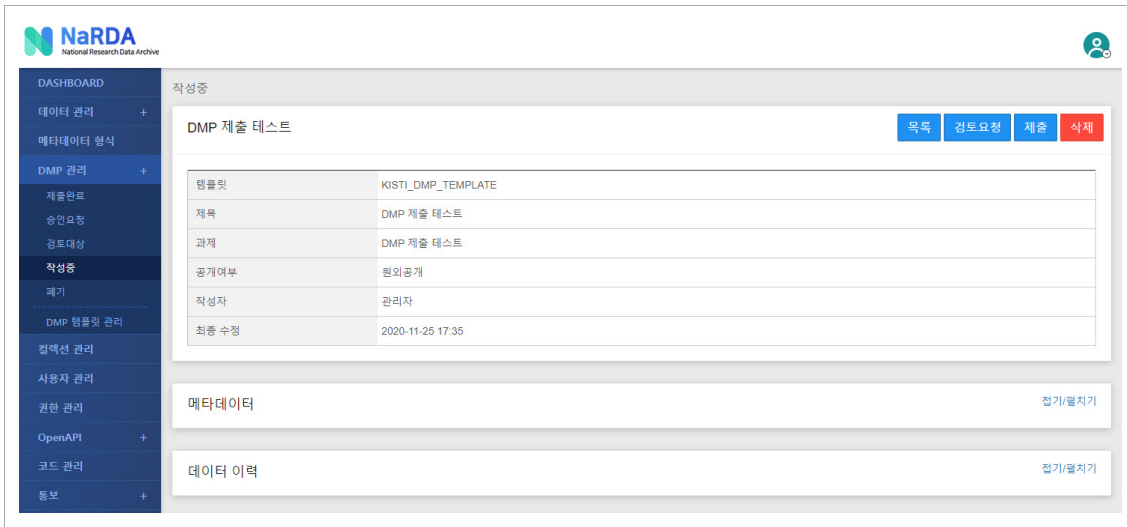 NaRDA
National Research Data Archive
DASHBOARD
데이터 관리 +
메타데이터 형식
DMP 관리 +
제출완료
승인요청
검토대상
작성중
폐기
DMP 템플릿 관리
컬렉션 관리
사용자 관리
권한 관리
OpenAPI +
코드 관리
통보 +
작성중
DMP 제출 테스트
목록 검토요청 제출 삭제
템플릿 KISTI_DMP_TEMPLATE
제목 DMP 제출 테스트
과제 DMP 제출 테스트
공개여부 원외공개
작성자 관리자
최종 수정 2020-11-25 17:35
메타데이터 접기/펼치기
데이터 이력 접기/펼치기